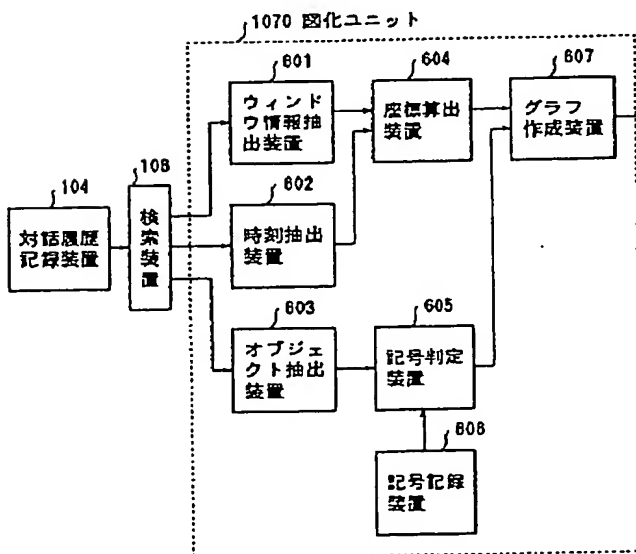 1070 図化ユニット
601
ウィンド
ウ情報抽
出装置
604
座標算出
装置
607
グラフ
作成装置
108
検索装置
104
対話履歴
記録装置
602
時刻抽出
装置
603
オブジェ
クト抽出
装置
605
記号判定
装置
608
記号記録
装置